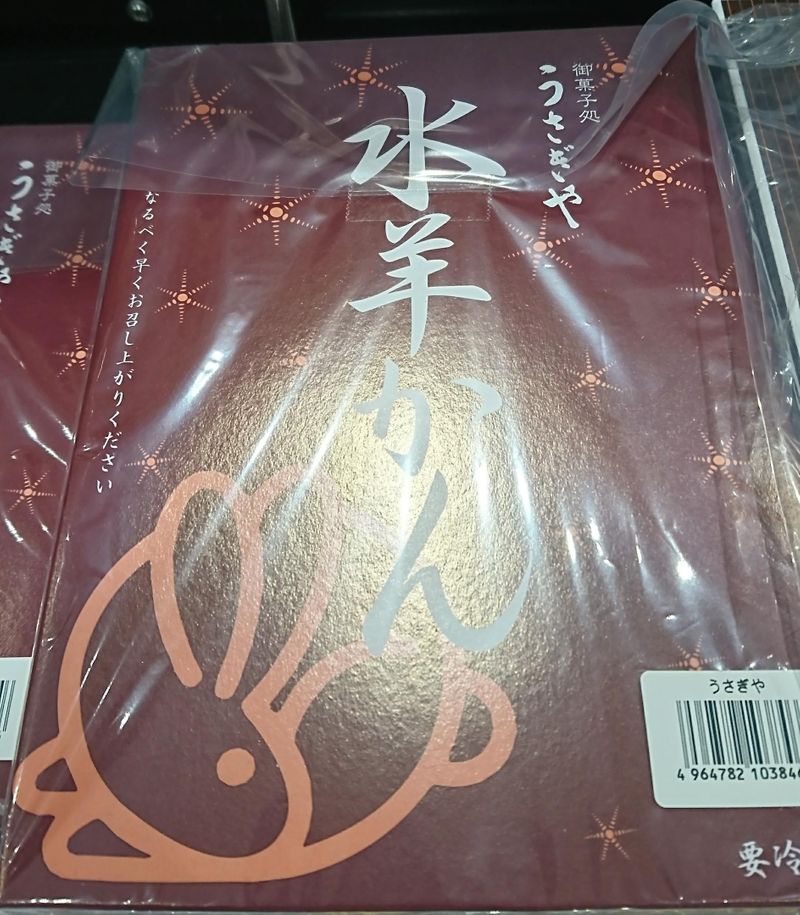 御菓子処
うさぎや
水羊かん
なるべく早くお召し上がりください
うさぎや
4 964782 103846
要冷
御菓子処
うさぎや